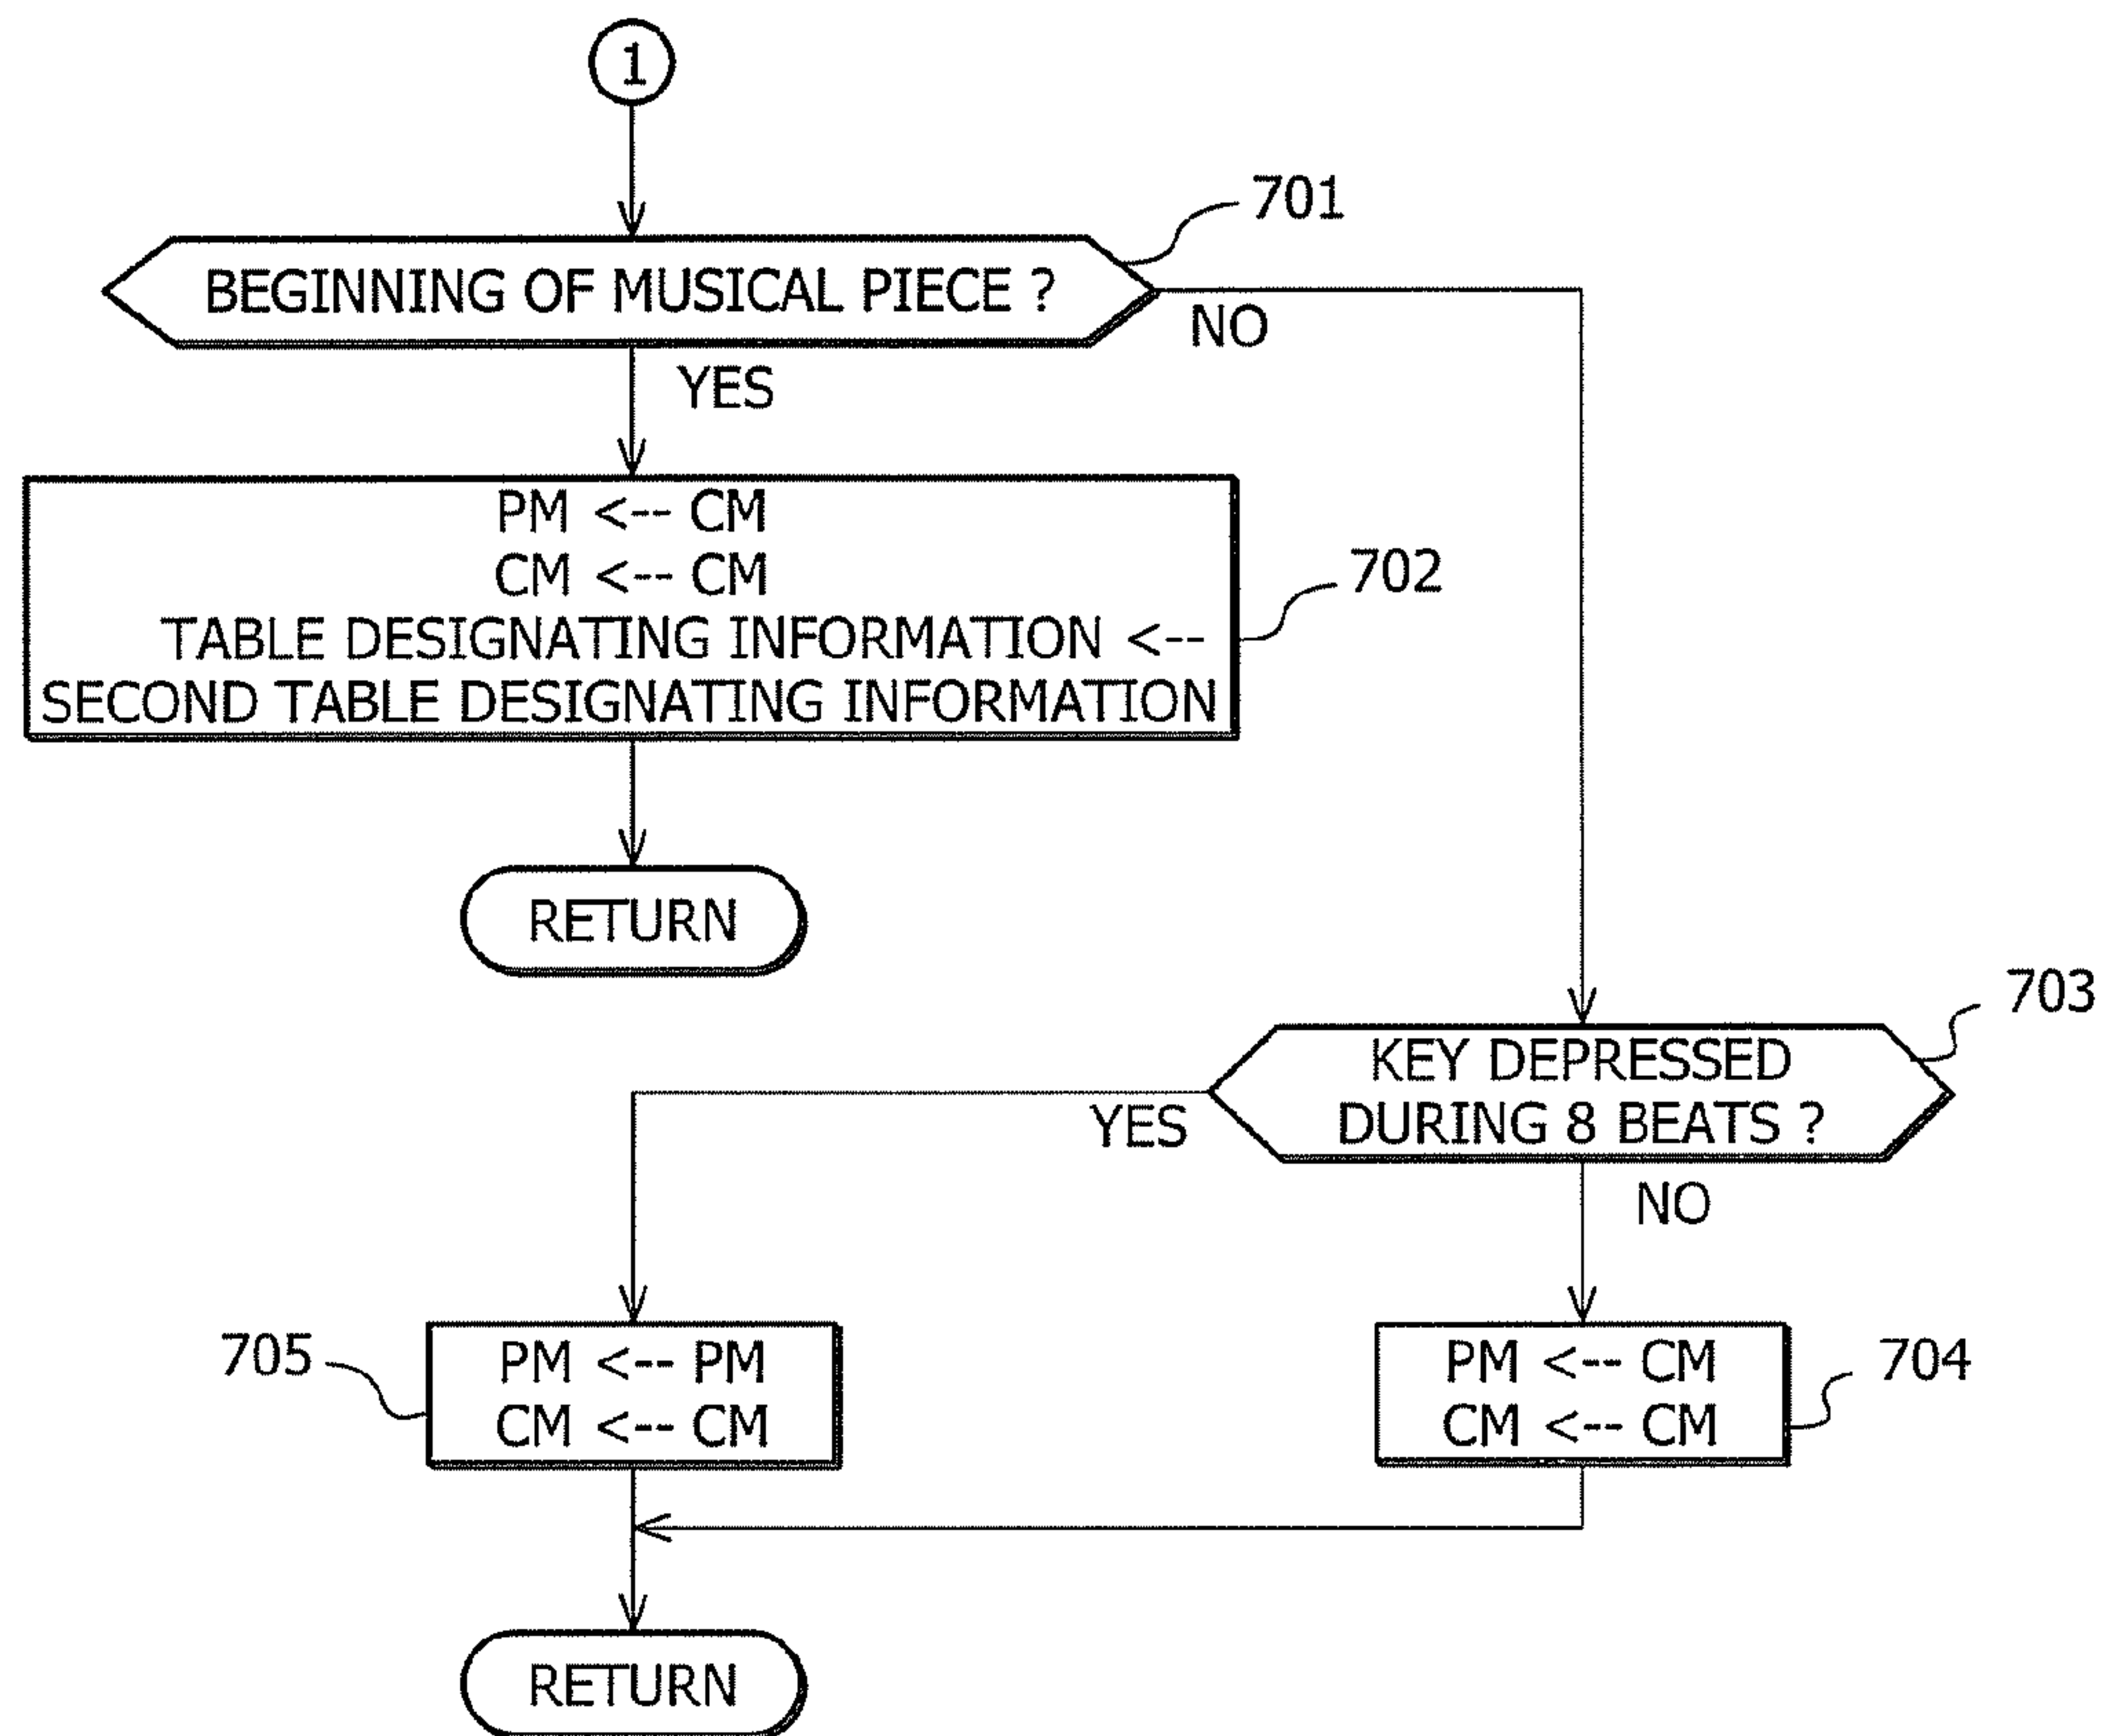 1
701
BEGINNING OF MUSICAL PIECE ?
NO
YES
PM <-- CM
CM <-- CM
TABLE DESIGNATING INFORMATION <--
SECOND TABLE DESIGNATING INFORMATION
702
RETURN
703
KEY DEPRESSED
DURING 8 BEATS ?
YES
NO
705
PM <-- PM
CM <-- CM
PM <-- CM
CM <-- CM
704
RETURN